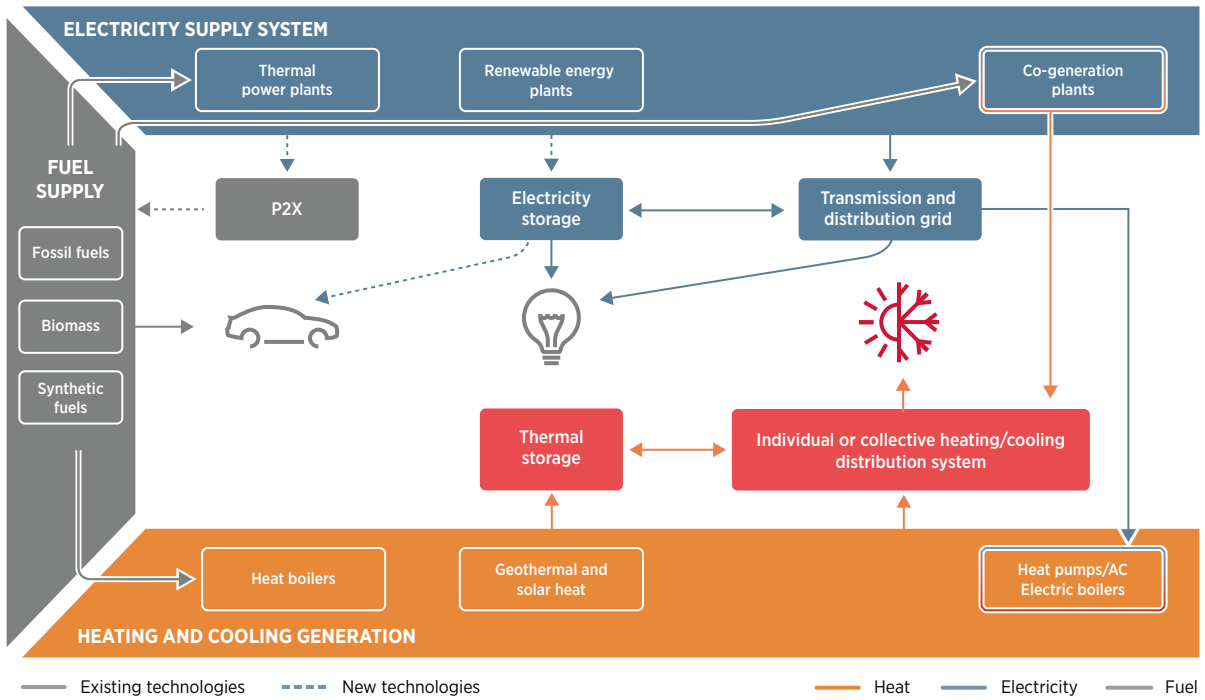 ELECTRICITY SUPPLY SYSTEM
Thermal
power plants
Renewable energy
plants
Co-generation
plants
FUEL
SUPPLY
Fossil fuels
Biomass
Synthetic
fuels
P2X
Electricity
storage
Transmission and
distribution grid
Thermal
storage
Individual or collective heating/cooling
distribution system
Heat boilers
Geothermal and
solar heat
Heat pumps/AC
Electric boilers
HEATING AND COOLING GENERATION
Existing technologies
New technologies
Heat
Electricity
Fuel